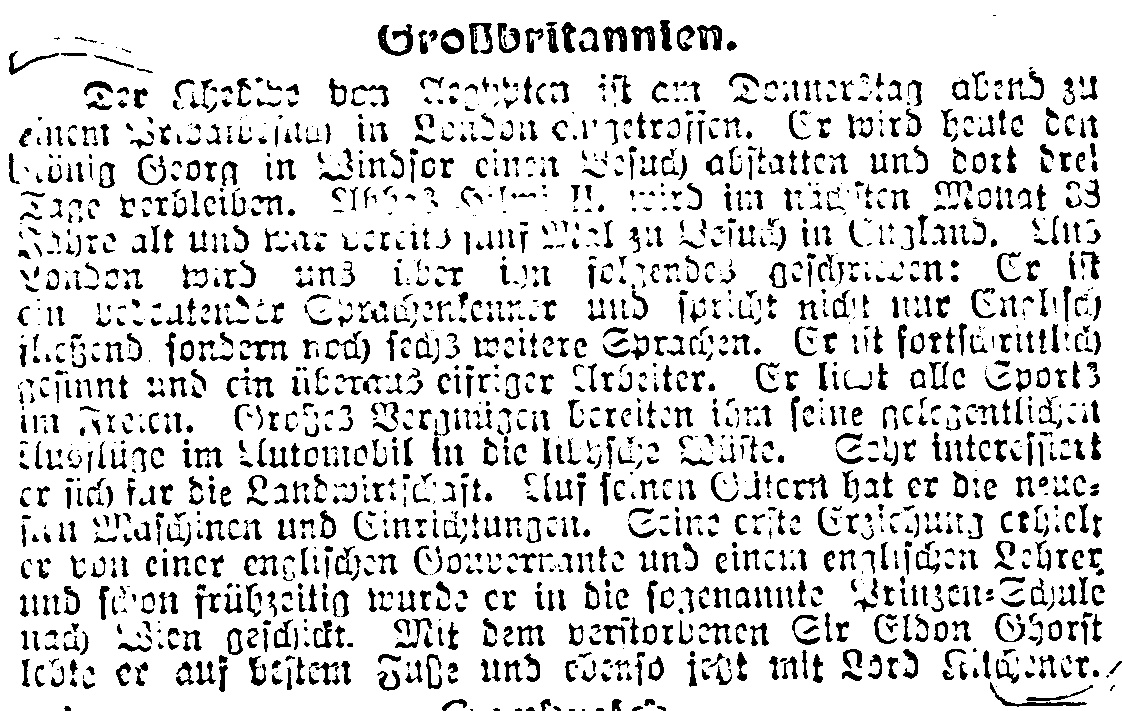 Großbritannien.
Der Khedive von Aegypten ist am Donnerstag abend zu
einem Privatbesuch in London eingetroffen. Er wird heute den
König Georg in Windsor einen Besuch abstatten und dort drei
Tage verbleiben. Abbas Hilmi II. wird im nächsten Monat 38
Jahre alt und war bereits fünf Mal zu Besuch in England. Aus
London wird uns über ihn folgendes geschrieben: Er ist
ein bedeutender Sprachenkenner und spricht nicht nur Englisch
fließend, sondern noch sechs weitere Sprachen. Er ist fortschrittlich
gesinnt und ein überaus eifriger Arbeiter. Er liebt alle Sports
im Freien. Großes Vergnügen bereiten ihm seine gelegentlichen
Ausflüge im Automobil in die libysche Wüste. Sehr interessiert
er sich für die Landwirtschaft. Auf seinen Gütern hat er die neue-
sten Maschinen und Einrichtungen. Seine erste Erziehung erhielt
er von einer englischen Gouvernante und einem englischen Lehrer,
und schon frühzeitig wurde er in die sogenannte Prinzen-Schule
nach Wien geschickt. Mit dem verstorbenen Sir Eldon Ghorst
lebte er auf bestem Fuße und ebenso jetzt mit Lord Kitchener.